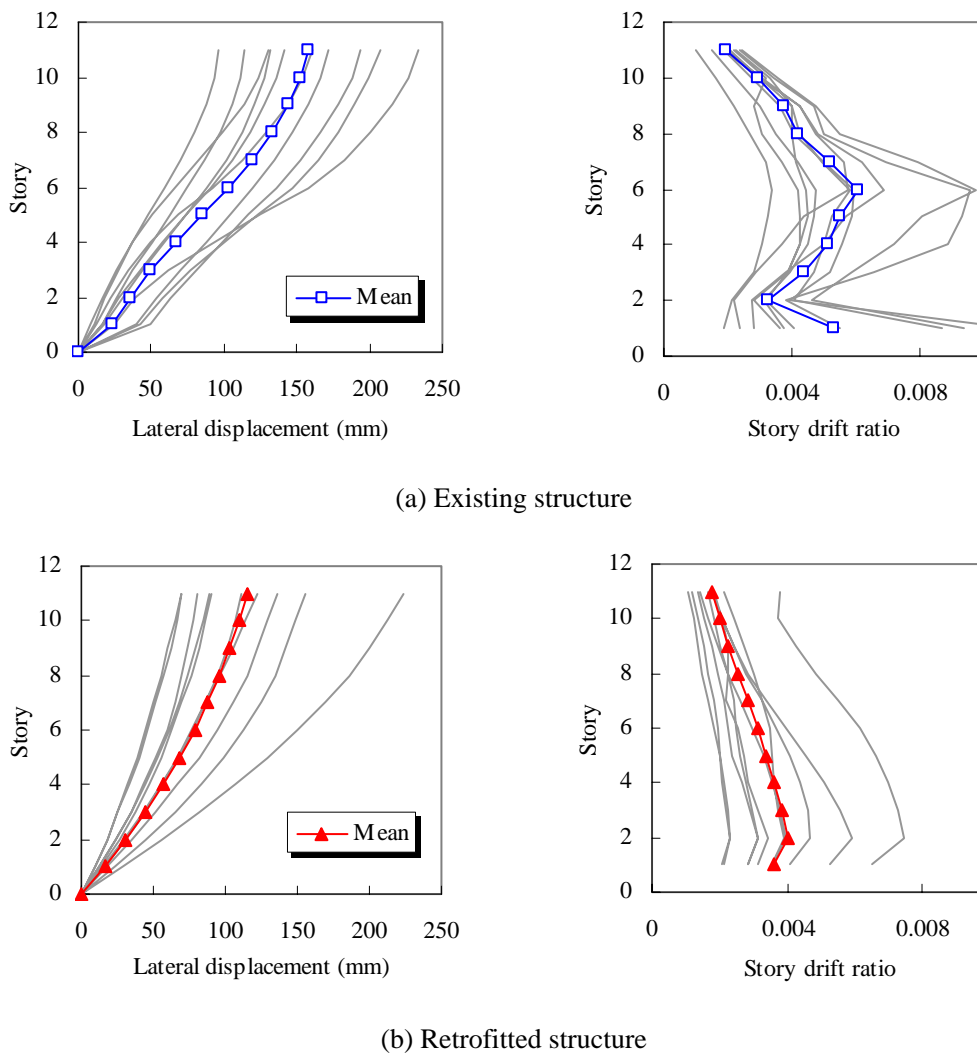 12
10
8
6
4
2
0
Story
Mean
0 50 100 150 200 250
Lateral displacement (mm)
12
10
8
6
4
2
0
Story
0 0.004 0.008
Story drift ratio
(a) Existing structure
12
10
8
6
4
2
0
Story
Mean
0 50 100 150 200 250
Lateral displacement (mm)
12
10
8
6
4
2
0
Story
0 0.004 0.008
Story drift ratio
(b) Retrofitted structure